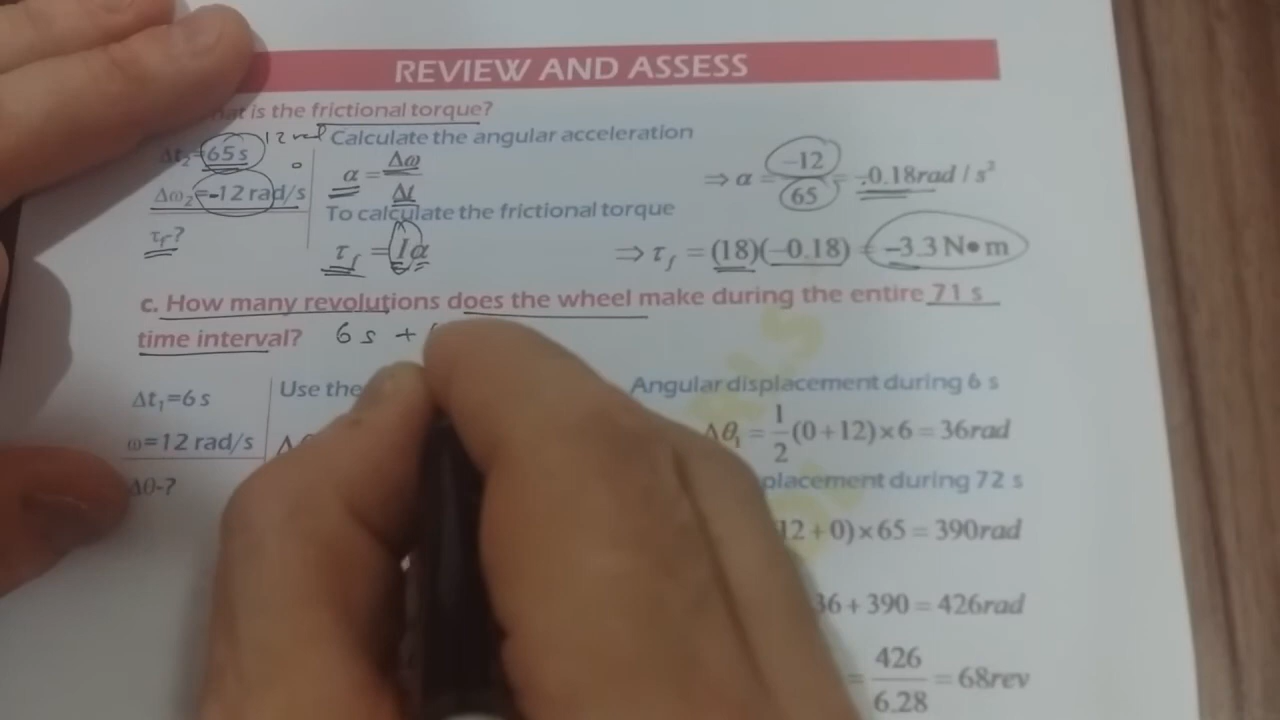 REVIEW AND ASSESS
is the frictional torque?
Δt₂=65 s
12 rad
Calculate the angular acceleration
Δω₂=-12 rad/s
α = Δω / Δt
⇒ α = -12 / 65 = -0.18rad / s²
To calculate the frictional torque
τf?
τf = Iα
⇒ τf = (18)(-0.18) = -3.3 N•m
c. How many revolutions does the wheel make during the entire 71 s
time interval?
6 s +
Δt₁=6 s
Use the
Angular displacement during 6 s
ω=12 rad/s
Δθ₁ = 1/2 (0+12)×6 = 36rad
Δθ-?
placement during 72 s
12 + 0)×65 = 390rad
36 + 390 = 426rad
= 426 / 6.28 = 68rev